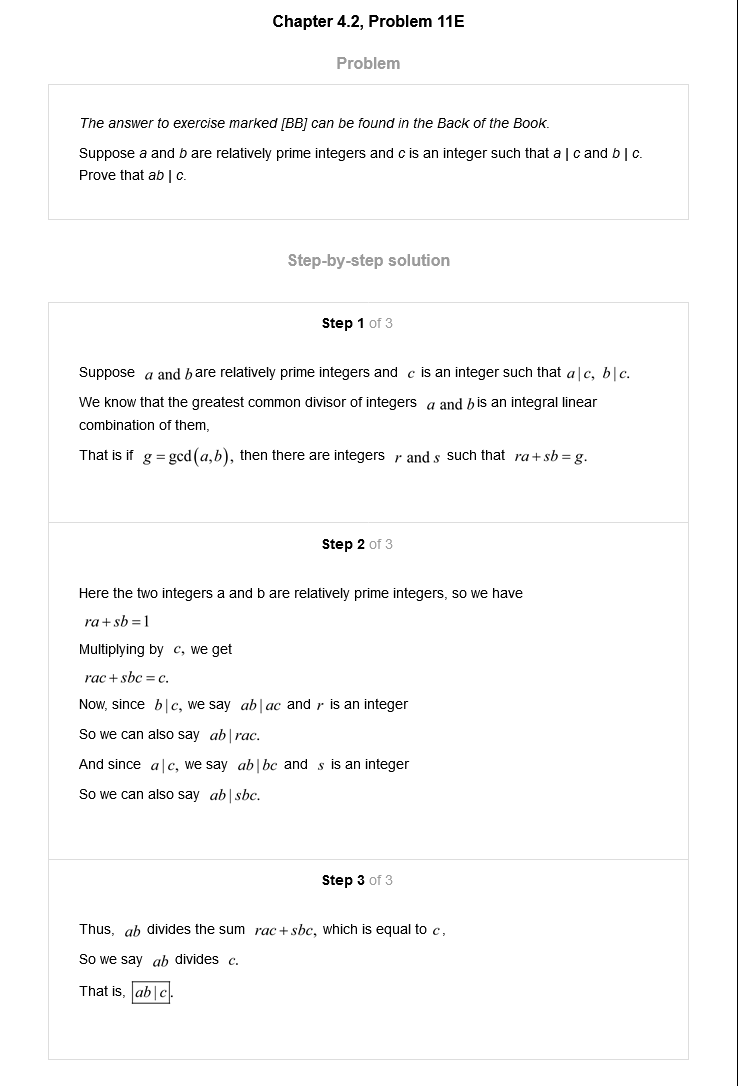 Chapter 4.2, Problem 11E
Problem
The answer to exercise marked [BB] can be found in the Back of the Book.
Suppose a and b are relatively prime integers and c is an integer such that a | c and b | c.
Prove that ab | c.
Step-by-step solution
Step 1 of 3
Suppose a and b are relatively prime integers and c is an integer such that a|c, b|c.
We know that the greatest common divisor of integers a and b is an integral linear
combination of them,
That is if g = gcd(a,b), then there are integers r and s such that ra + sb = g.
Step 2 of 3
Here the two integers a and b are relatively prime integers, so we have
ra + sb = 1
Multiplying by c, we get
rac + sbc = c.
Now, since b|c, we say ab|ac and r is an integer
So we can also say ab|rac.
And since a|c, we say ab|bc and s is an integer
So we can also say ab|sbc.
Step 3 of 3
Thus, ab divides the sum rac + sbc, which is equal to c,
So we say ab divides c.
That is, ab|c.